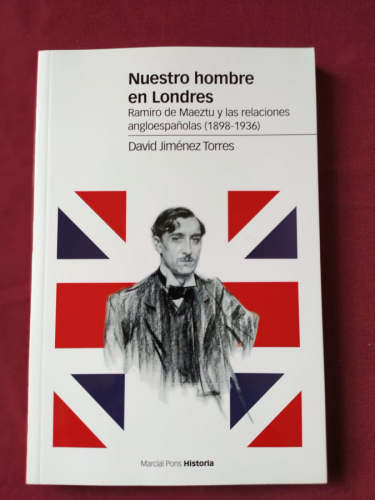 Nuestro hombre
en Londres
Ramiro de Maeztu y las relaciones
angloespañolas (1898-1936)
David Jiménez Torres
Marcial Pons Historia